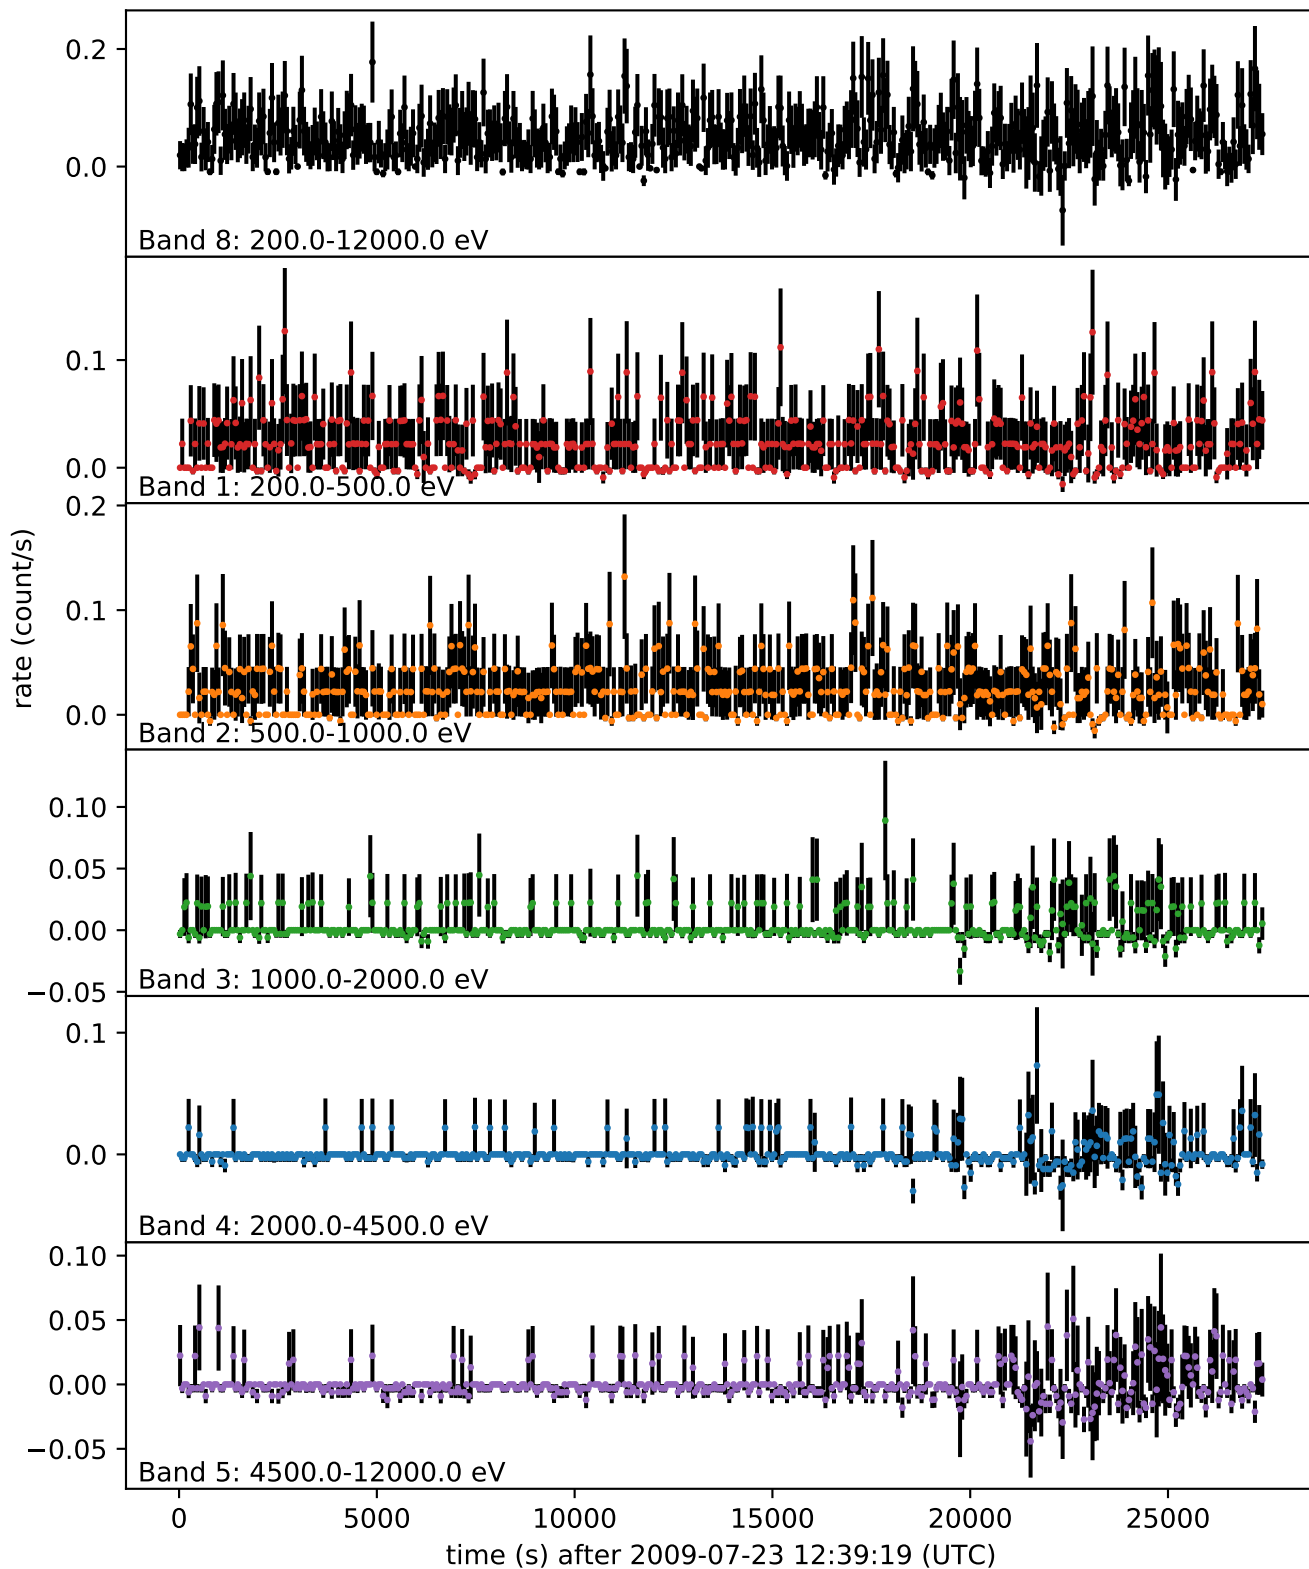 0.2
0.0
Band 8: 200.0-12000.0 eV
0.1
0.0
Band 1: 200.0-500.0 eV
rate (count/s)
0.2
0.1
0.0
Band 2: 500.0-1000.0 eV
0.10
0.05
0.00
−0.05
Band 3: 1000.0-2000.0 eV
0.1
0.0
Band 4: 2000.0-4500.0 eV
0.10
0.05
0.00
−0.05
Band 5: 4500.0-12000.0 eV
0 5000 10000 15000 20000 25000
time (s) after 2009-07-23 12:39:19 (UTC)